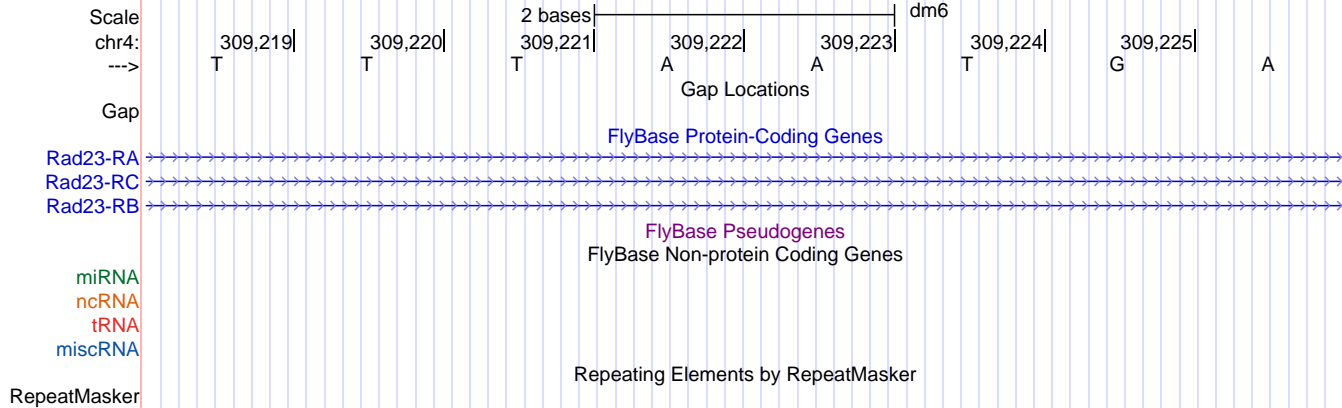 Scale 2 bases dm6
chr4: 309,219 309,220 309,221 309,222 309,223 309,224 309,225
---> T T T A A T G A
Gap Locations
Gap
FlyBase Protein-Coding Genes
Rad23-RA
Rad23-RC
Rad23-RB
FlyBase Pseudogenes
FlyBase Non-protein Coding Genes
miRNA
ncRNA
tRNA
miscRNA
Repeating Elements by RepeatMasker
RepeatMasker